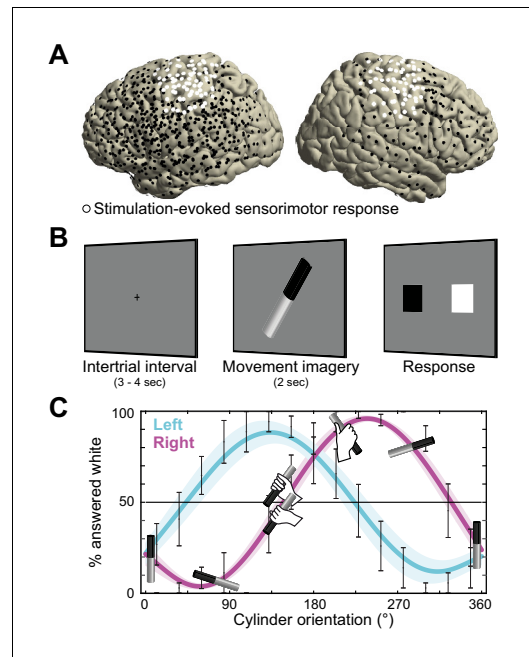 A
Stimulation-evoked sensorimotor response
B
Intertrial interval
(3 - 4 sec)
Movement imagery
(2 sec)
Response
C
100
50
0
% answered white
Left
Right
0
90
180
270
360
Cylinder orientation (°)